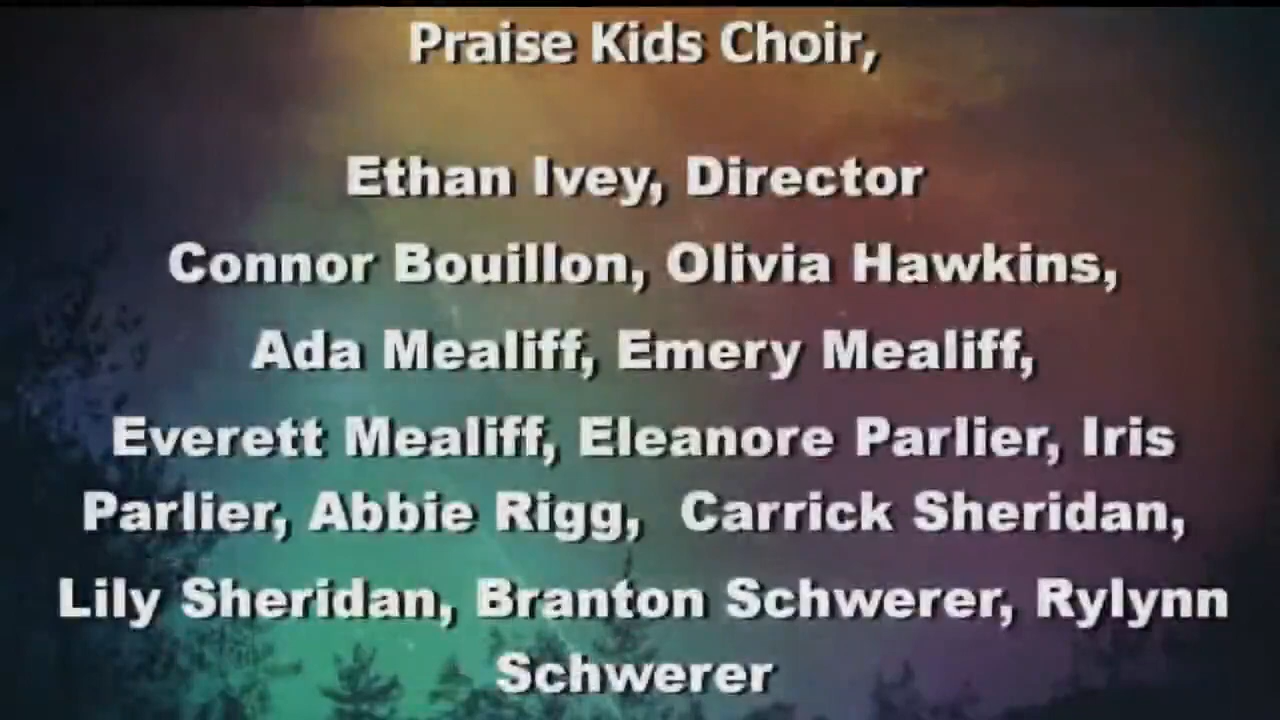 Praise Kids Choir,
Ethan Ivey, Director
Connor Bouillon, Olivia Hawkins,
Ada Mealiff, Emery Mealiff,
Everett Mealiff, Eleanore Parlier, Iris
Parlier, Abbie Rigg,  Carrick Sheridan,
Lily Sheridan, Branton Schwerer, Rylynn
Schwerer